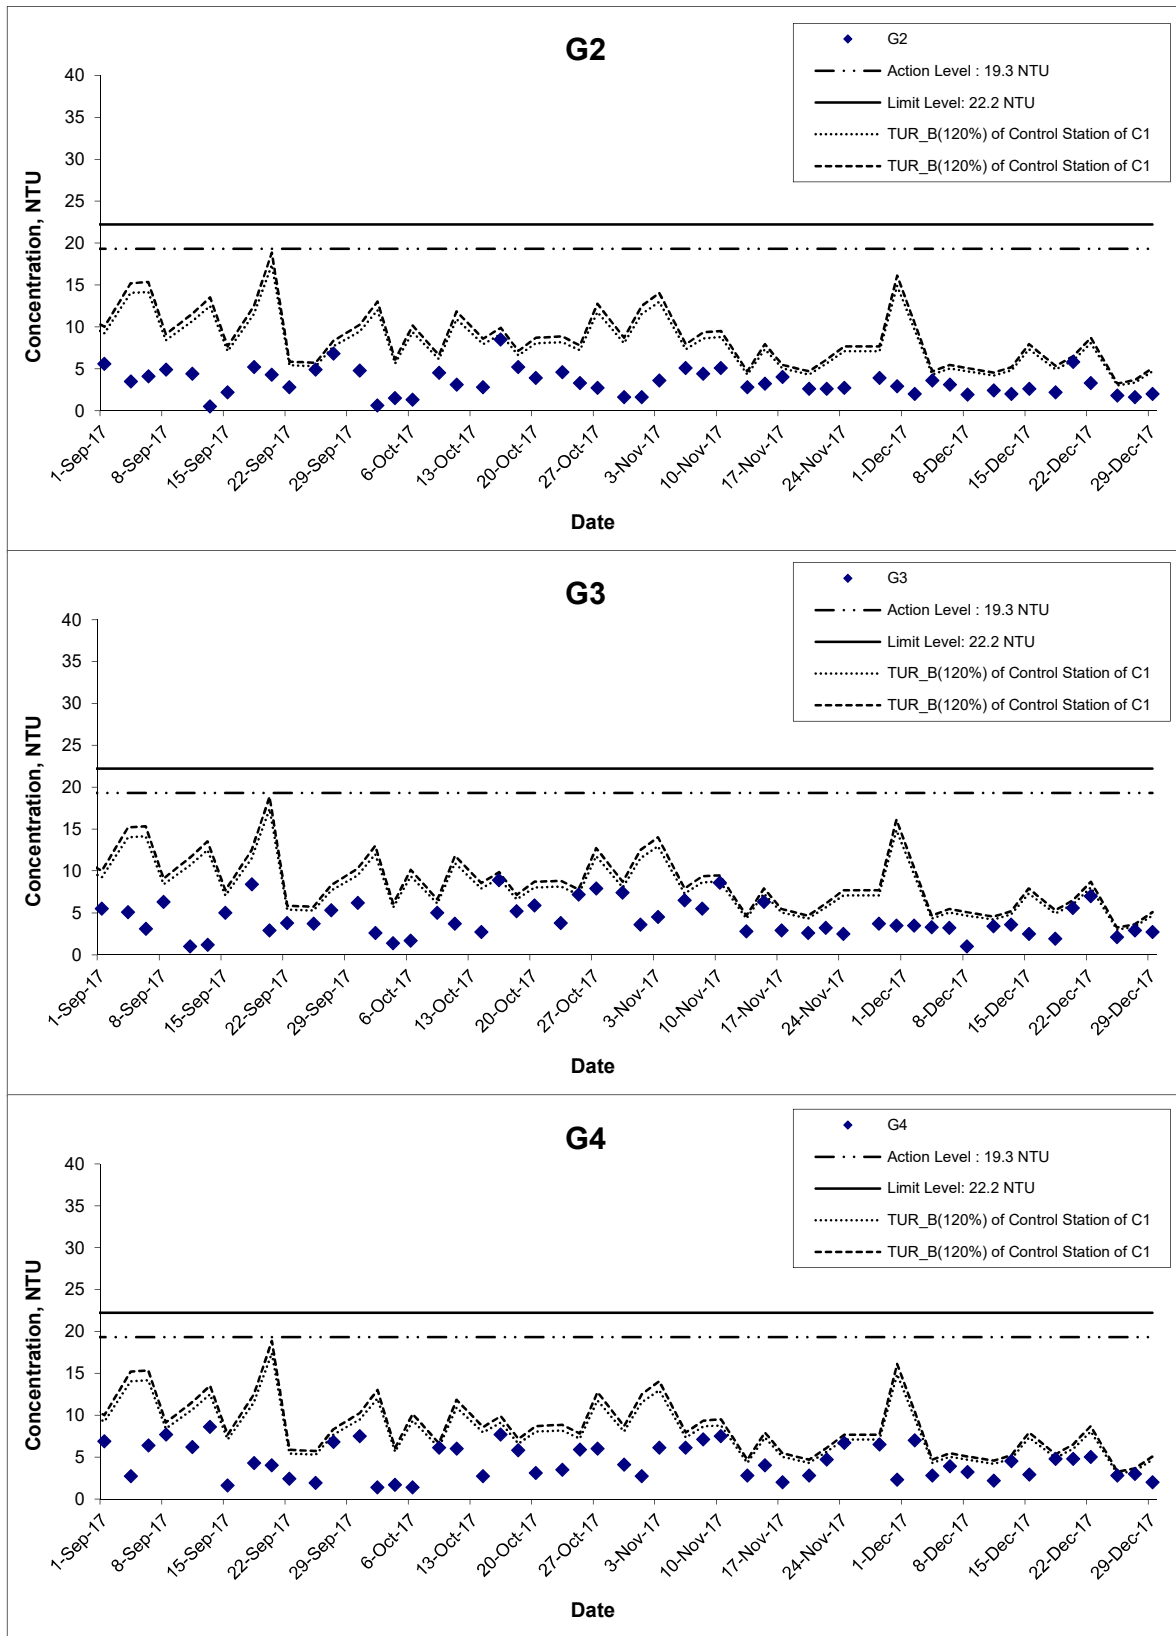 G2
G2
Action Level : 19.3 NTU
Limit Level: 22.2 NTU
TUR_B(120%) of Control Station of C1
TUR_B(120%) of Control Station of C1
Concentration, NTU
40
35
30
25
20
15
10
5
0
1-Sep-17
8-Sep-17
15-Sep-17
22-Sep-17
29-Sep-17
6-Oct-17
13-Oct-17
20-Oct-17
27-Oct-17
3-Nov-17
10-Nov-17
17-Nov-17
24-Nov-17
1-Dec-17
8-Dec-17
15-Dec-17
22-Dec-17
29-Dec-17
Date
G3
G3
Action Level : 19.3 NTU
Limit Level: 22.2 NTU
TUR_B(120%) of Control Station of C1
TUR_B(120%) of Control Station of C1
Concentration, NTU
40
35
30
25
20
15
10
5
0
1-Sep-17
8-Sep-17
15-Sep-17
22-Sep-17
29-Sep-17
6-Oct-17
13-Oct-17
20-Oct-17
27-Oct-17
3-Nov-17
10-Nov-17
17-Nov-17
24-Nov-17
1-Dec-17
8-Dec-17
15-Dec-17
22-Dec-17
29-Dec-17
Date
G4
G4
Action Level : 19.3 NTU
Limit Level: 22.2 NTU
TUR_B(120%) of Control Station of C1
TUR_B(120%) of Control Station of C1
Concentration, NTU
40
35
30
25
20
15
10
5
0
1-Sep-17
8-Sep-17
15-Sep-17
22-Sep-17
29-Sep-17
6-Oct-17
13-Oct-17
20-Oct-17
27-Oct-17
3-Nov-17
10-Nov-17
17-Nov-17
24-Nov-17
1-Dec-17
8-Dec-17
15-Dec-17
22-Dec-17
29-Dec-17
Date